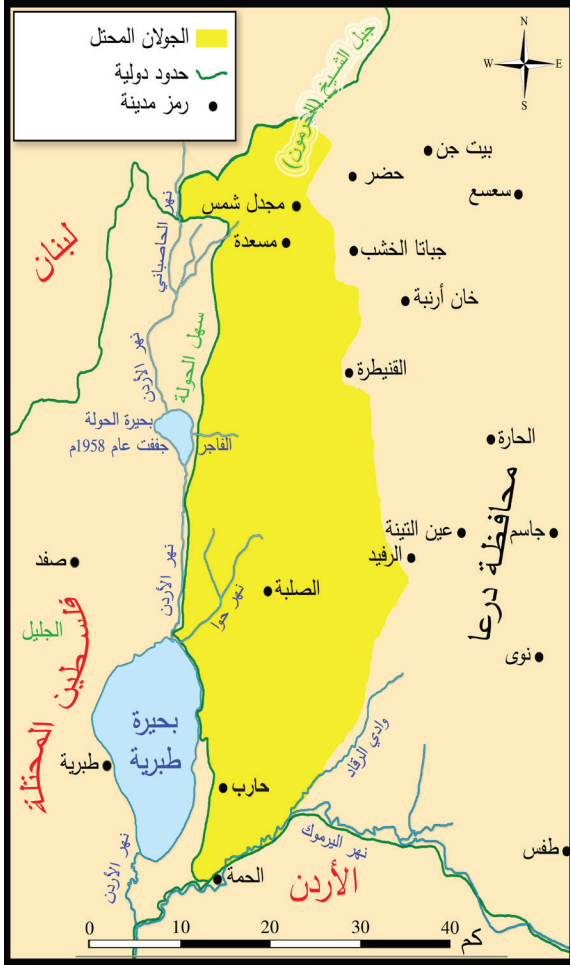 الجولان المحتل
حدود دولية
رمز مدينة
N
W
E
S
جبل الشيخ (الحرمون)
بيت جن
حضر
سعسع
مجدل شمس
مسعدة
جباتا الخشب
خان أرنبة
لبنان
نهر الحاصباني
سهل الحولة
نهر الأردن
القنيطرة
بحيرة الحولة
جففت عام 1958م
الفاجر
الحارة
محافظة درعا
عين التينة
جاسم
الرفيد
صفد
نهر الأردن
الصلبة
نهر حوا
الجليل
فلسطين المحتلة
نوى
بحيرة
طبرية
طبرية
وادي الرقاد
حارب
نهر اليرموك
طفس
نهر الأردن
الحمة
الأردن
0 10 20 30 40 كم